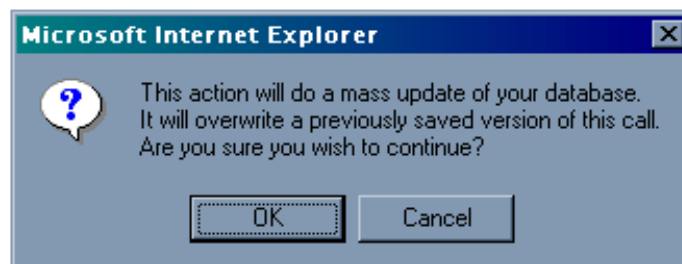 Microsoft Internet Explorer
This action will do a mass update of your database.
It will overwrite a previously saved version of this call.
Are you sure you wish to continue?
OK
Cancel